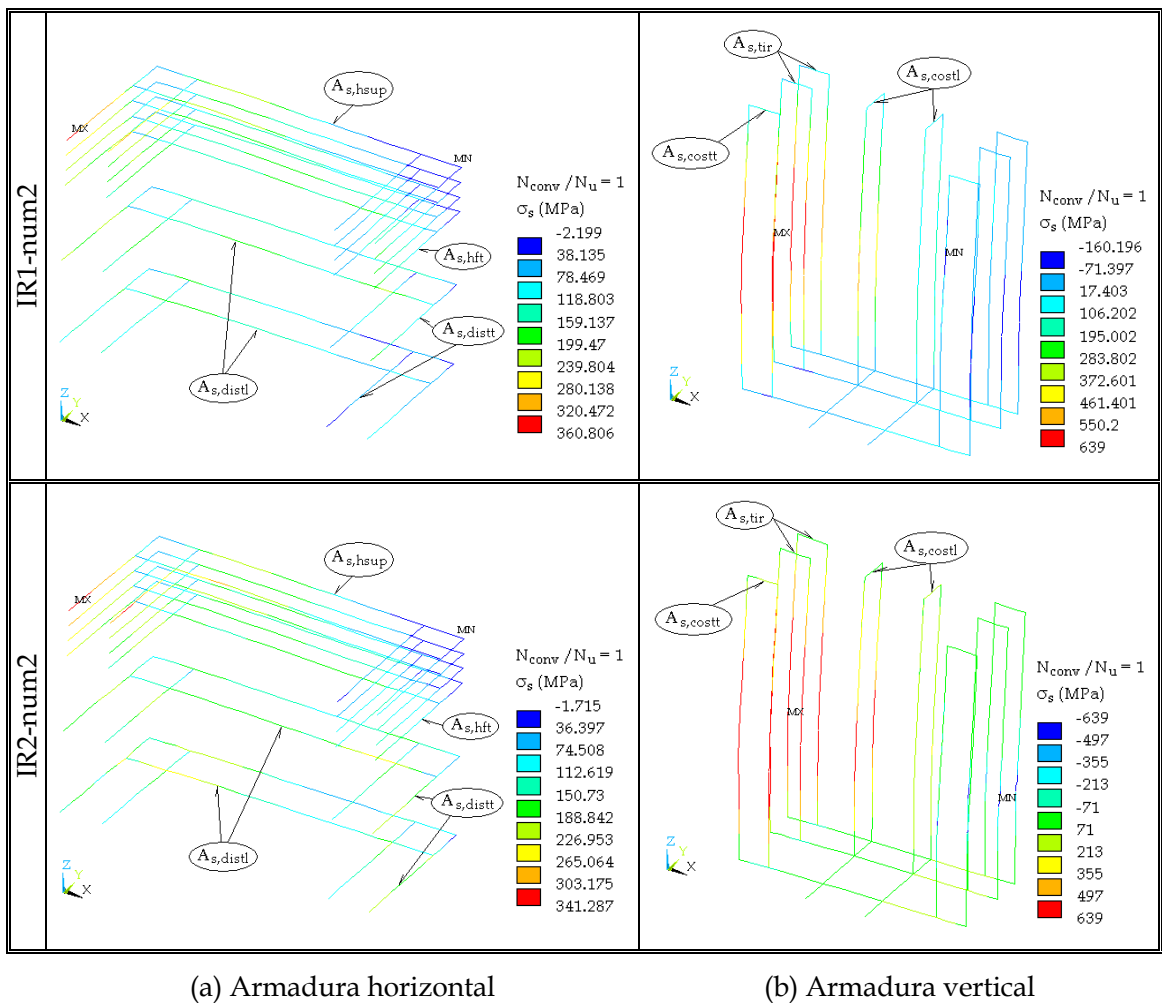 IR1-num2
A_s,hsup
MX
MN
A_s,hft
A_s,distt
A_s,distl
Z
Y
X
N_conv / N_u = 1
σ_s (MPa)
-2.199
38.135
78.469
118.803
159.137
199.47
239.804
280.138
320.472
360.806
A_s,tir
A_s,costl
A_s,costt
MX
MN
Z
Y
X
N_conv / N_u = 1
σ_s (MPa)
-160.196
-71.397
17.403
106.202
195.002
283.802
372.601
461.401
550.2
639
IR2-num2
A_s,hsup
MX
MN
A_s,hft
A_s,distt
A_s,distl
Z
Y
X
N_conv / N_u = 1
σ_s (MPa)
-1.715
36.397
74.508
112.619
150.73
188.842
226.953
265.064
303.175
341.287
A_s,tir
A_s,costl
A_s,costt
MX
MN
Z
Y
X
N_conv / N_u = 1
σ_s (MPa)
-639
-497
-355
-213
-71
71
213
355
497
639
(a) Armadura horizontal
(b) Armadura vertical